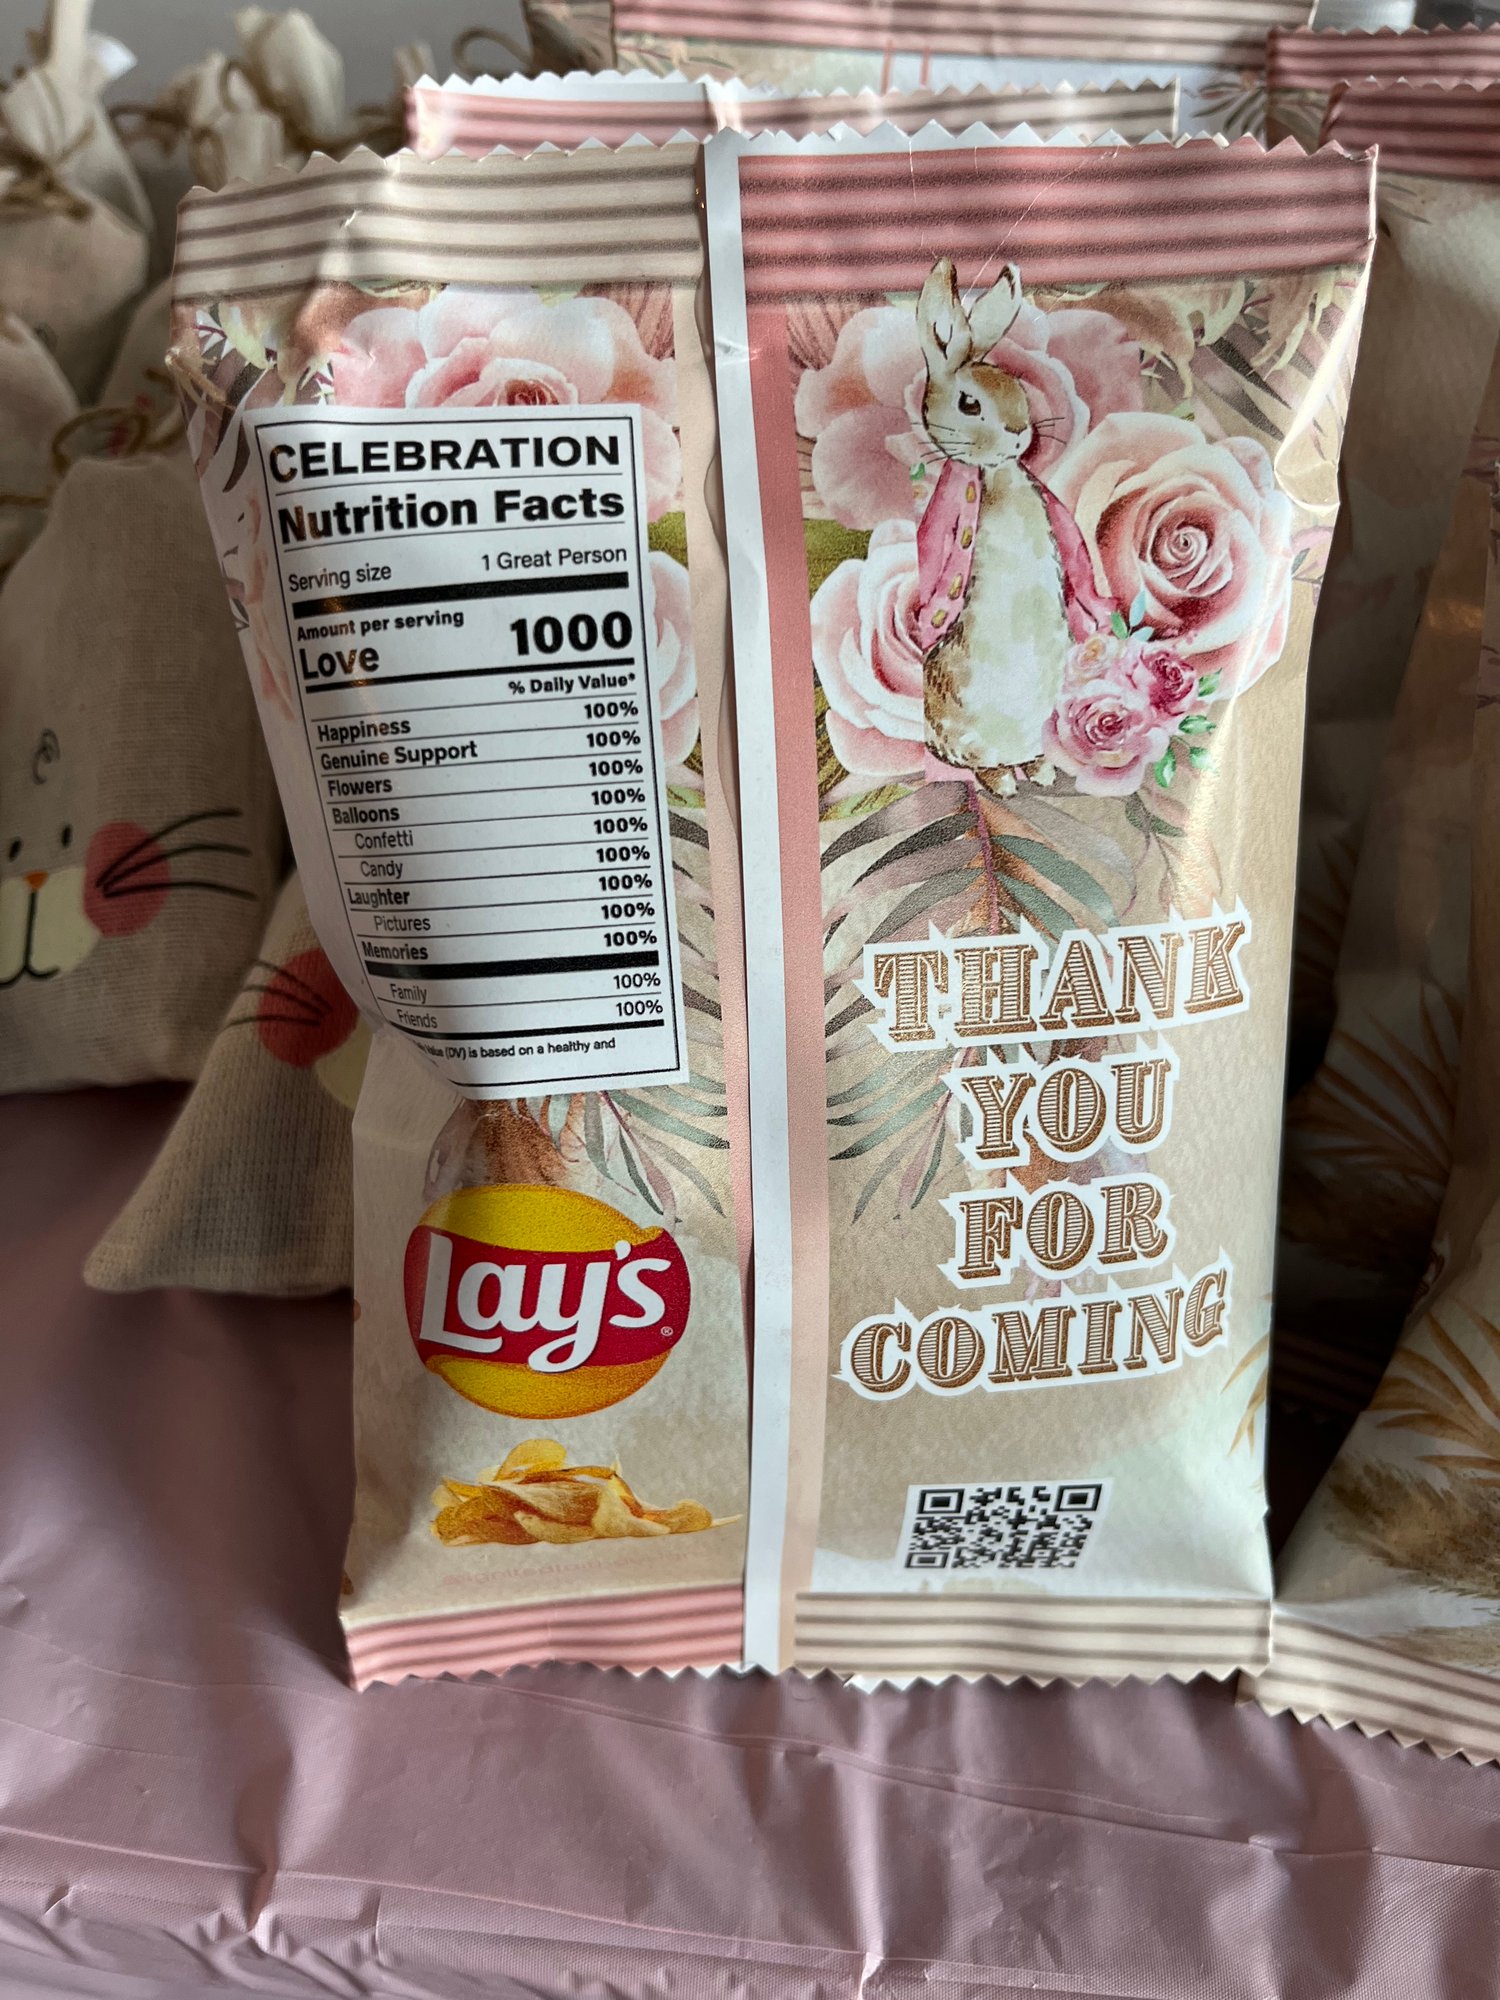 CELEBRATION
Nutrition Facts
Serving size 1 Great Person
Amount per serving
Love 1000
% Daily Value*
Happiness 100%
Genuine Support 100%
Flowers 100%
Balloons 100%
Confetti 100%
Candy 100%
Laughter 100%
Pictures 100%
Memories 100%
Family 100%
Friends 100%
(DV) is based on a healthy and
Lay's®
THANK
YOU
FOR
COMING